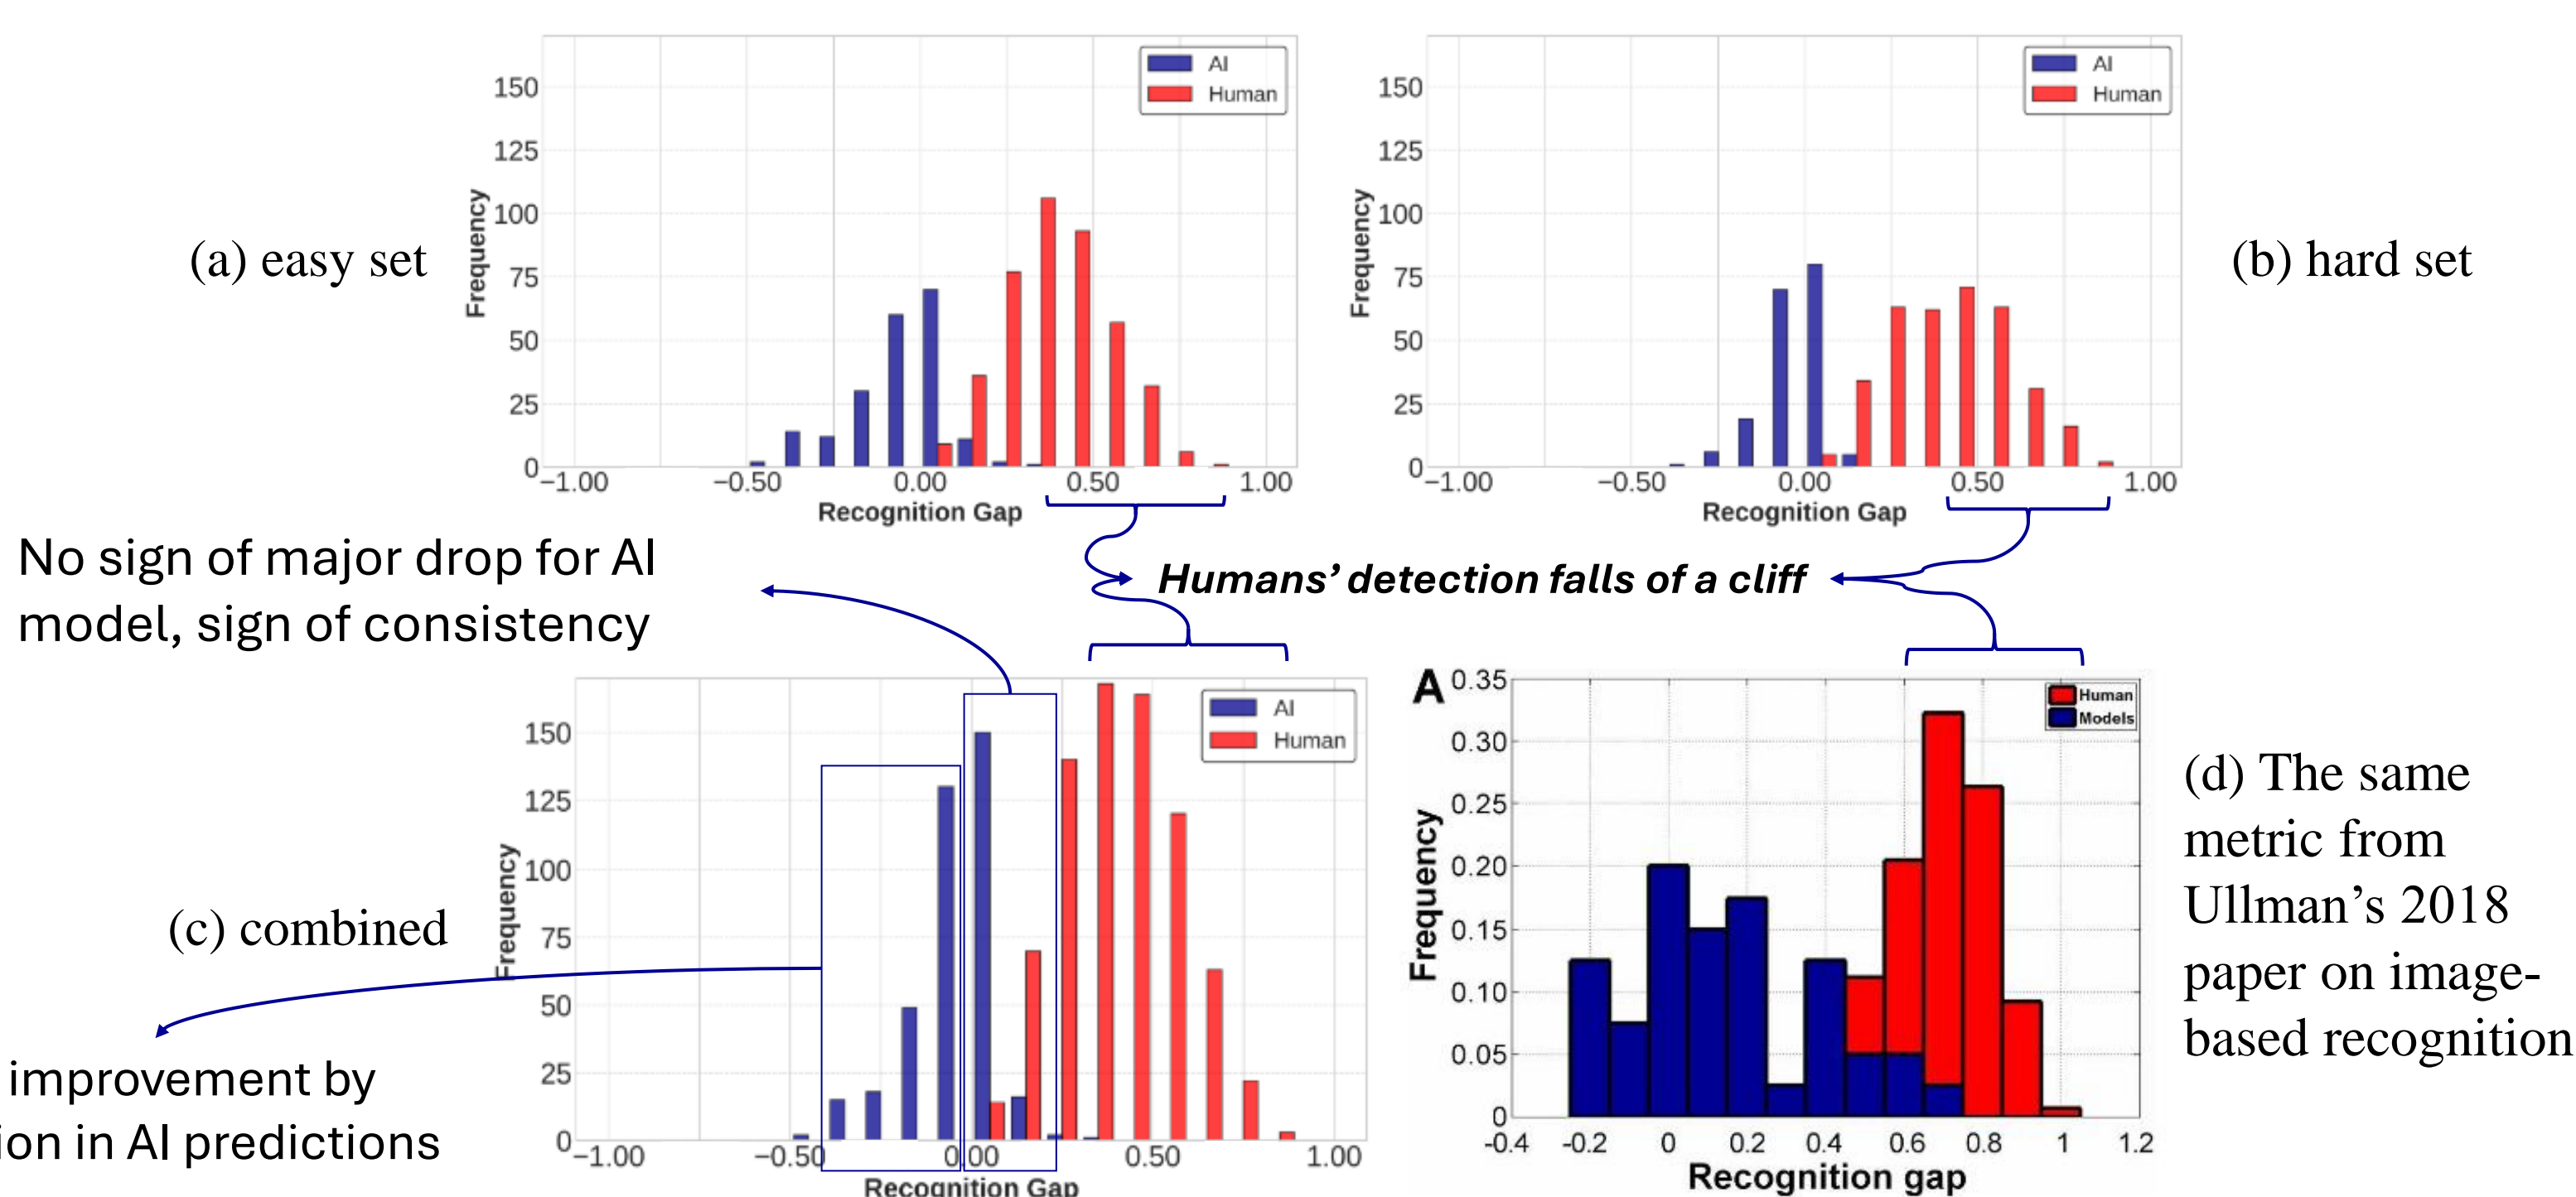 150
125
100
75
50
25
0
Frequency
AI
Human
−1.00
−0.50
0.00
0.50
1.00
Recognition Gap
(a) easy set
150
125
100
75
50
25
0
Frequency
AI
Human
−1.00
−0.50
0.00
0.50
1.00
Recognition Gap
(b) hard set
No sign of major drop for AI
model, sign of consistency
Humans’ detection falls of a cliff
150
125
100
75
50
25
0
Frequency
AI
Human
−1.00
−0.50
0.00
0.50
1.00
Recognition Gap
(c) combined
improvement by
in AI predictions
A
0.35
0.30
0.25
0.20
0.15
0.10
0.05
0
Frequency
Human
Models
-0.4
-0.2
0
0.2
0.4
0.6
0.8
1
1.2
Recognition gap
(d) The same
metric from
Ullman’s 2018
paper on image-
based recognition